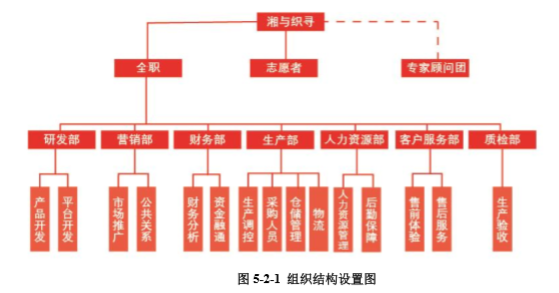 湘与织寻
全职
志愿者
专家顾问团
研发部
营销部
财务部
生产部
人力资源部
客户服务部
质检部
产品开发
平台开发
市场推广
公共关系
财务分析
资金融通
生产调控
采购人员
仓储管理
物流
人力资源管理
后勤保障
售前体验
售后服务
生产验收
图 5-2-1 组织结构设置图